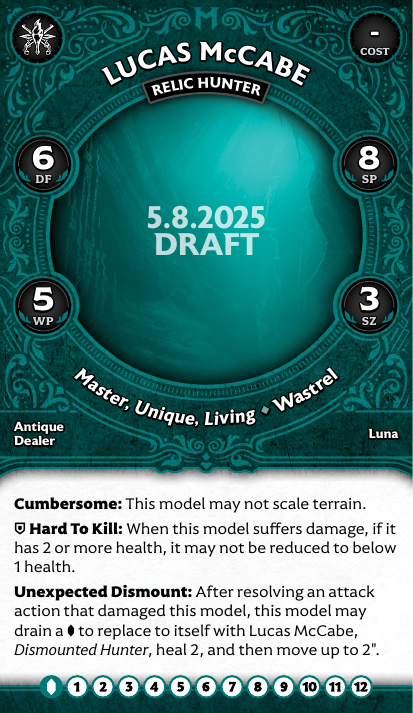 LUCAS McCABE
RELIC HUNTER
-
COST
6
DF
8
SP
5.8.2025
DRAFT
5
WP
3
SZ
Master, Unique, Living ◆ Wastrel
Antique
Dealer
Luna
Cumbersome: This model may not scale terrain.
Hard To Kill: When this model suffers damage, if it
has 2 or more health, it may not be reduced to below
1 health.
Unexpected Dismount: After resolving an attack
action that damaged this model, this model may
drain a to replace to itself with Lucas McCabe,
Dismounted Hunter, heal 2, and then move up to 2".
1 2 3 4 5 6 7 8 9 10 11 12